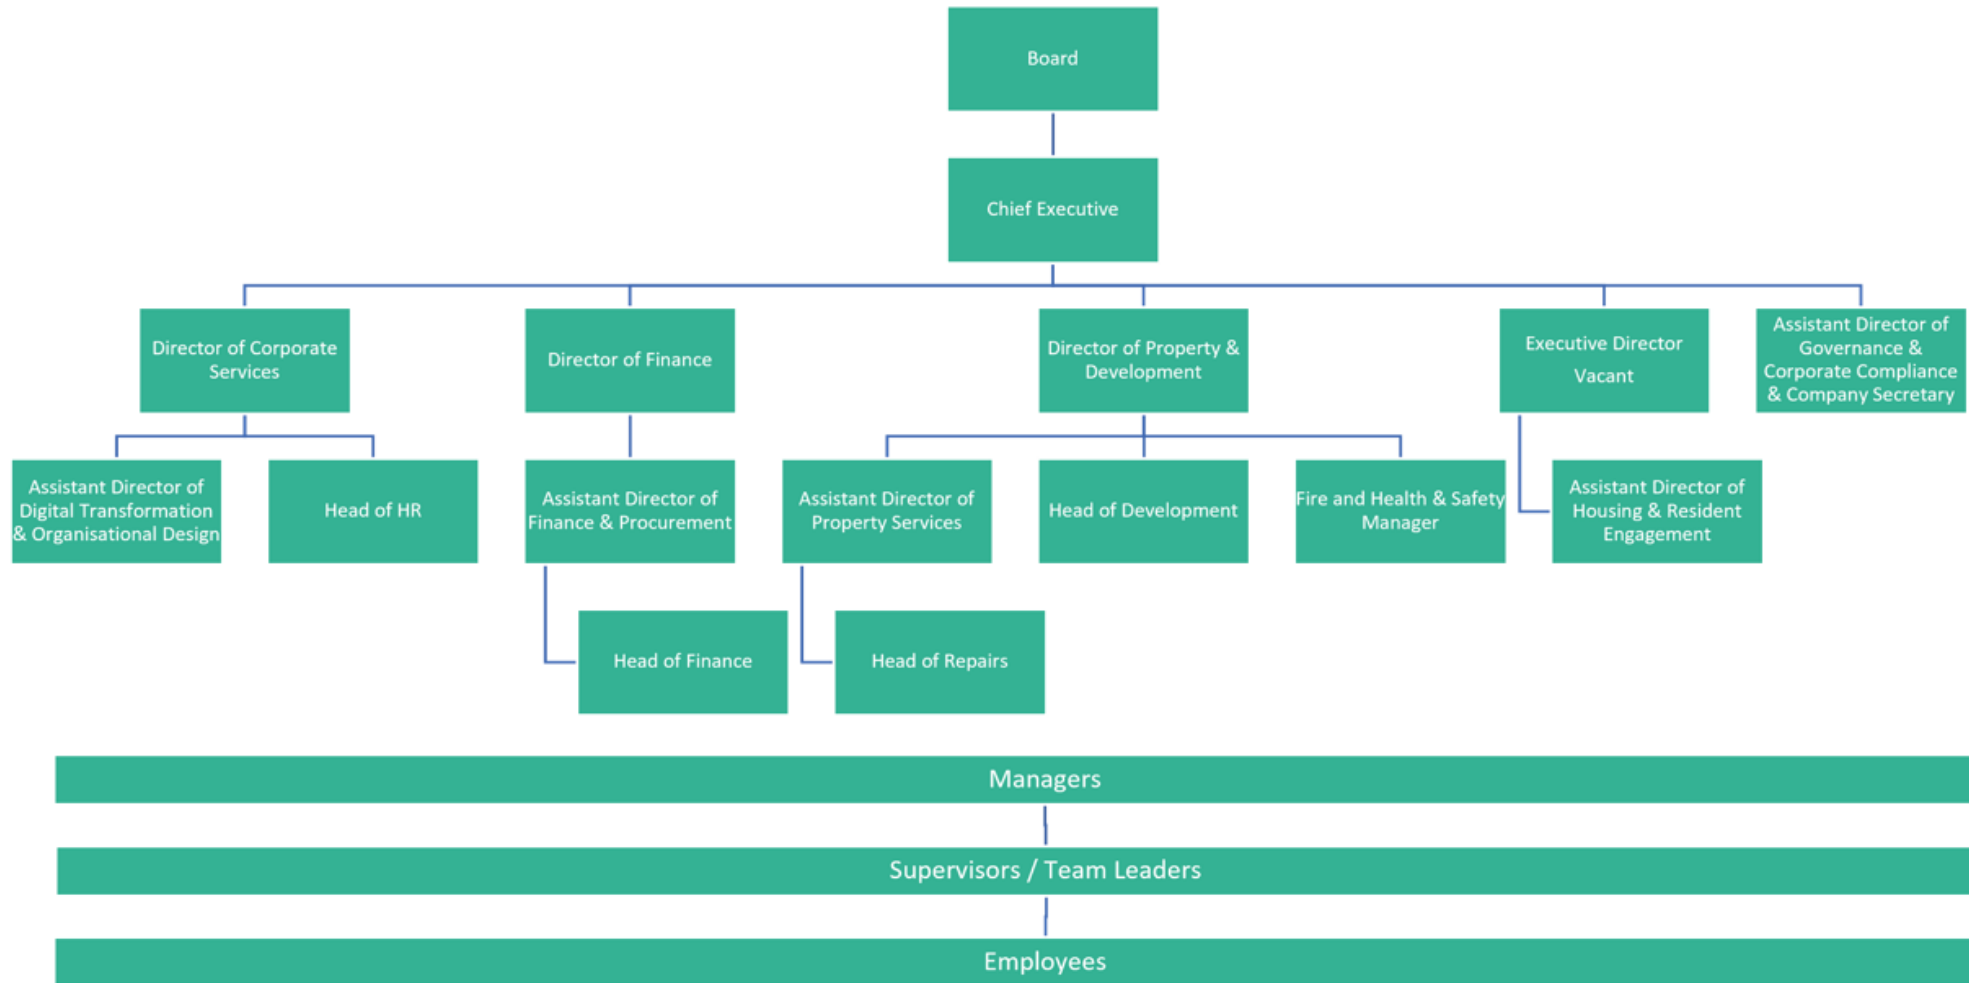 Board
Chief Executive
Director of Corporate
Services
Director of Finance
Director of Property &
Development
Executive Director
Vacant
Assistant Director of
Governance &
Corporate Compliance
& Company Secretary
Assistant Director of
Digital Transformation
& Organisational Design
Head of HR
Assistant Director of
Finance & Procurement
Assistant Director of
Property Services
Head of Development
Fire and Health & Safety
Manager
Assistant Director of
Housing & Resident
Engagement
Head of Finance
Head of Repairs
Managers
Supervisors / Team Leaders
Employees